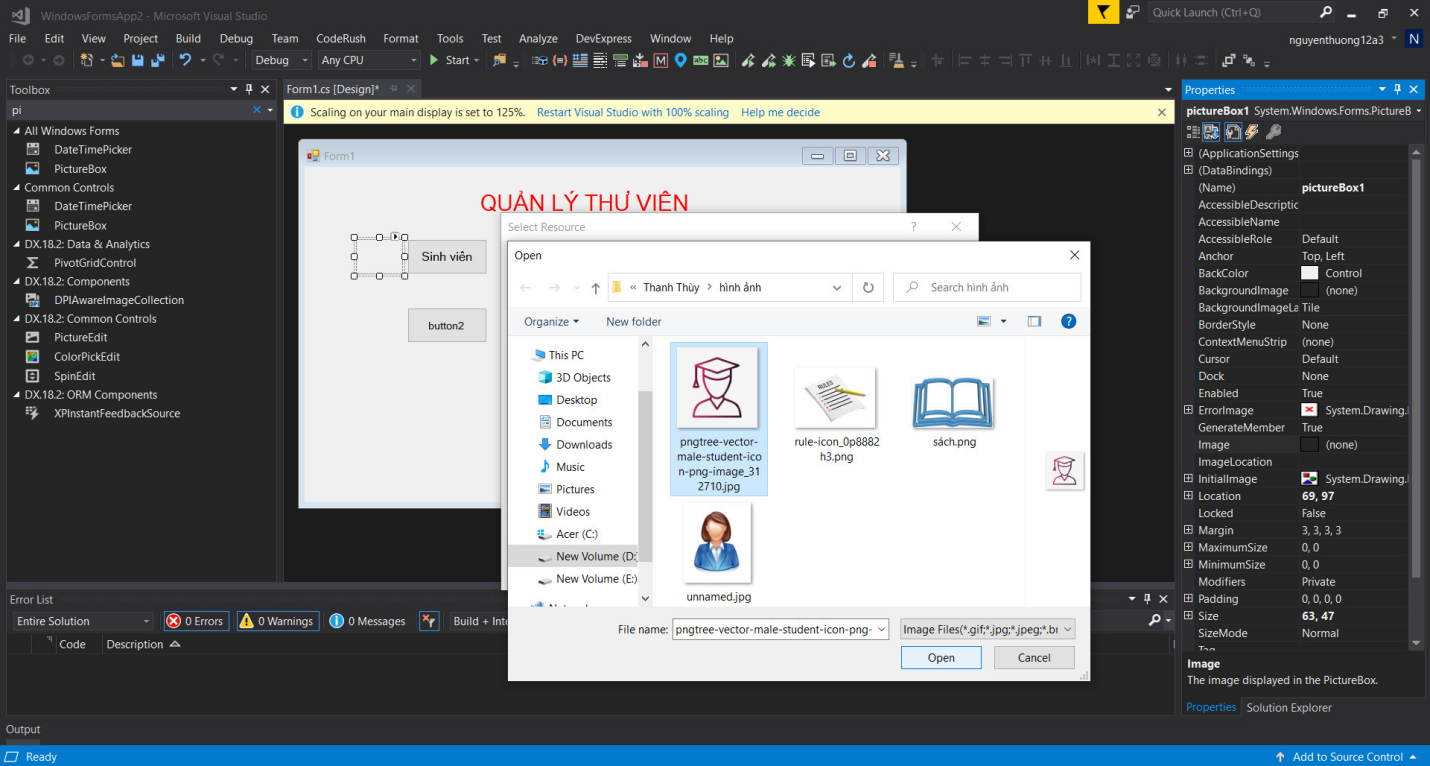 WindowsFormsApp2 - Microsoft Visual Studio
Quick Launch (Ctrl+Q)
File Edit View Project Build Debug Team CodeRush Format Tools Test Analyze DevExpress Window Help
nguyenthuong12a3 N
Debug Any CPU Start
Toolbox
pi
All Windows Forms
DateTimePicker
PictureBox
Common Controls
DateTimePicker
PictureBox
DX.18.2: Data & Analytics
PivotGridControl
DX.18.2: Components
DPIAwareImageCollection
DX.18.2: Common Controls
PictureEdit
ColorPickEdit
SpinEdit
DX.18.2: ORM Components
XPInstantFeedbackSource
Form1.cs [Design]*
Scaling on your main display is set to 125%. Restart Visual Studio with 100% scaling Help me decide
Form1
QUẢN LÝ THƯ VIỆN
Sinh viên
button2
Select Resource
?
Open
« Thanh Thùy > hình ảnh
Search hình ảnh
Organize New folder
This PC
3D Objects
Desktop
Documents
Downloads
Music
Pictures
Videos
Acer (C:)
New Volume (D:
New Volume (E:)
pngtree-vector-
male-student-ico
n-png-image_31
2710.jpg
RULES
rule-icon_0p8882
h3.png
sách.png
unnamed.jpg
File name: pngtree-vector-male-student-icon-png-
Image Files(*.gif;*.jpg;*.jpeg;*.br
Open Cancel
Error List
Entire Solution 0 Errors 0 Warnings 0 Messages Build + Inte
Code Description
Output
Ready
Add to Source Control
Properties
pictureBox1 System.Windows.Forms.PictureB
(ApplicationSettings
(DataBindings)
(Name) pictureBox1
AccessibleDescriptic
AccessibleName
AccessibleRole Default
Anchor Top, Left
BackColor Control
BackgroundImage (none)
BackgroundImageLa Tile
BorderStyle None
ContextMenuStrip (none)
Cursor Default
Dock None
Enabled True
ErrorImage System.Drawing.
GenerateMember True
Image (none)
ImageLocation
InitialImage System.Drawing.
Location 69, 97
Locked False
Margin 3, 3, 3, 3
MaximumSize 0, 0
MinimumSize 0, 0
Modifiers Private
Padding 0, 0, 0, 0
Size 63, 47
SizeMode Normal
Image
The image displayed in the PictureBox.
Properties Solution Explorer